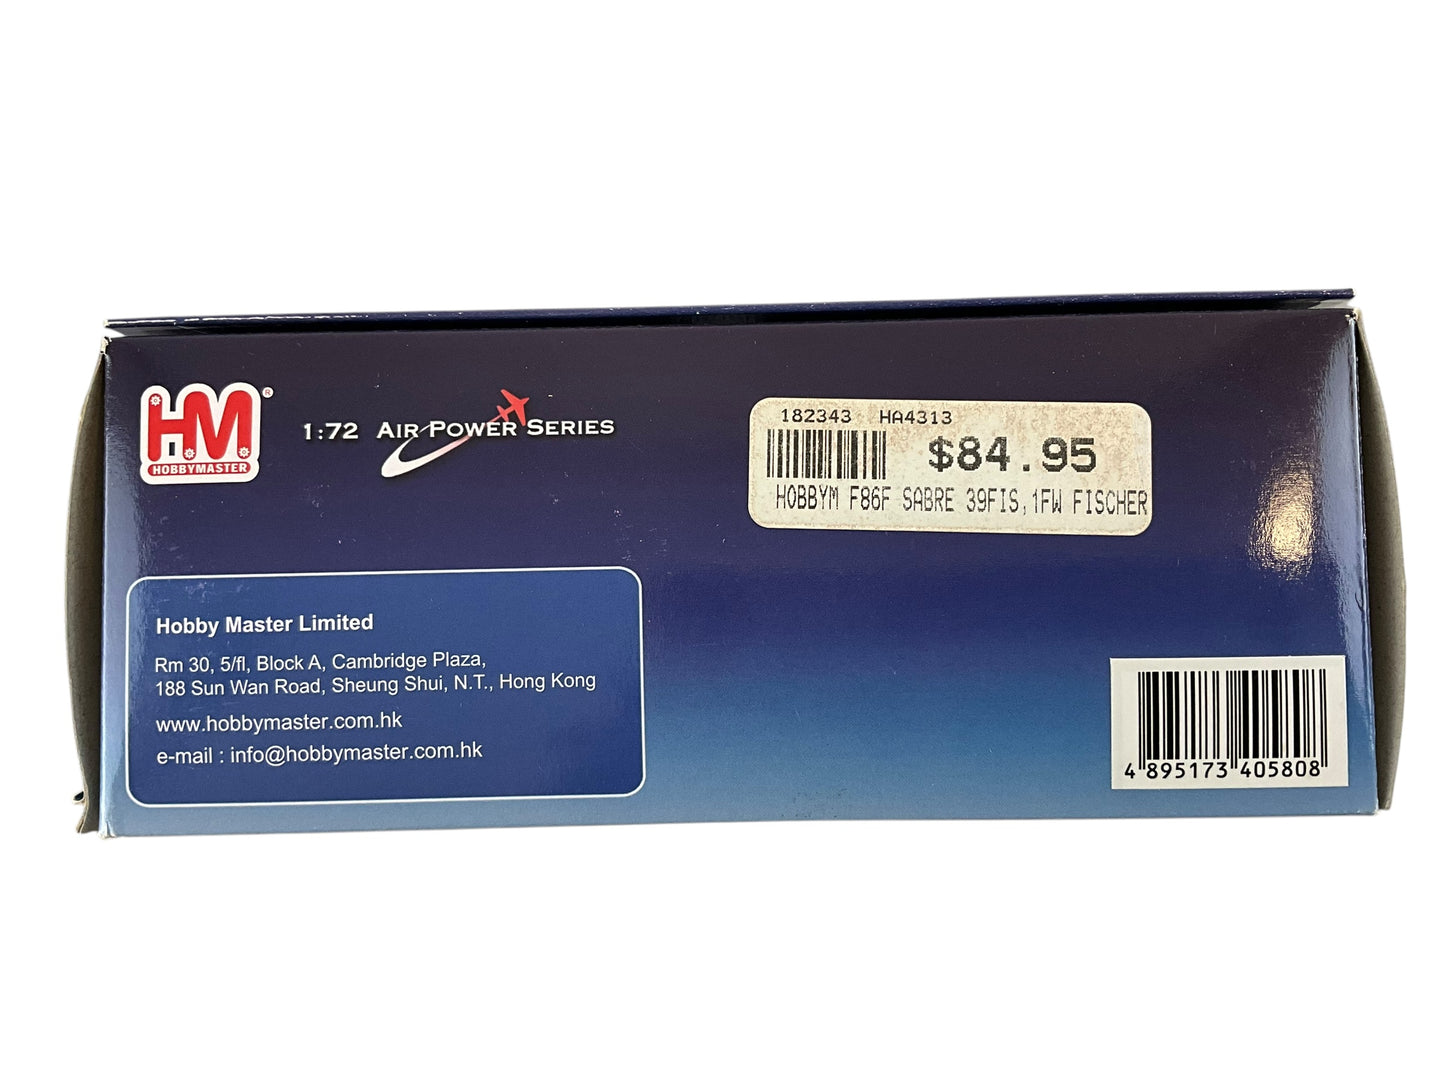 HM®
HOBBYMASTER
1:72 AIR POWER SERIES
182343 HA4313
$84.95
HOBBYM F86F SABRE 39FIS,1FW FISCHER
Hobby Master Limited
Rm 30, 5/fl, Block A, Cambridge Plaza,
188 Sun Wan Road, Sheung Shui, N.T., Hong Kong
www.hobbymaster.com.hk
e-mail : info@hobbymaster.com.hk
4 895173 405808